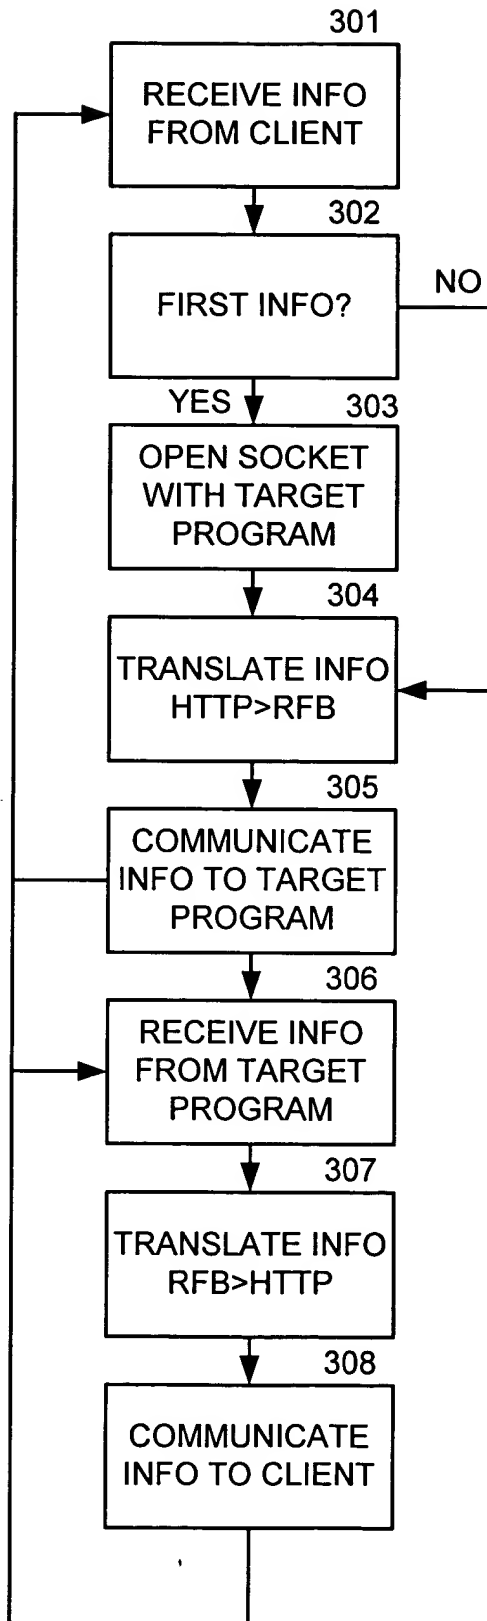 301
RECEIVE INFO
FROM CLIENT
302
FIRST INFO?
NO
YES
303
OPEN SOCKET
WITH TARGET
PROGRAM
304
TRANSLATE INFO
HTTP>RFB
305
COMMUNICATE
INFO TO TARGET
PROGRAM
306
RECEIVE INFO
FROM TARGET
PROGRAM
307
TRANSLATE INFO
RFB>HTTP
308
COMMUNICATE
INFO TO CLIENT